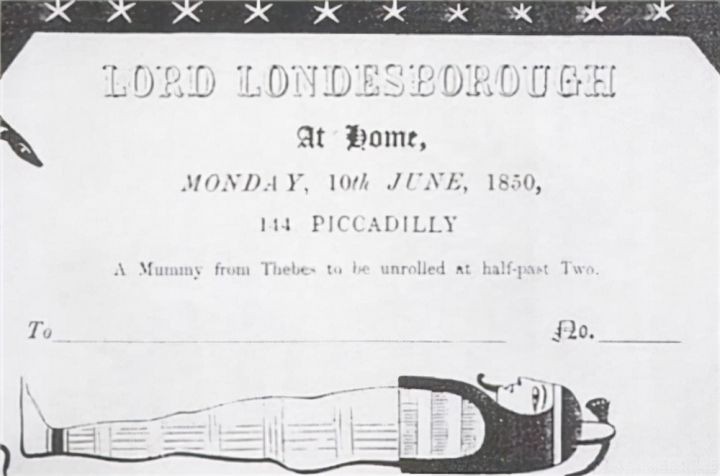 LORD LONDESBOROUGH
At Home,
MONDAY, 10th JUNE, 1850,
144 PICCADILLY
A Mummy from Thebes to be unrolled at half-past Two.
To No.